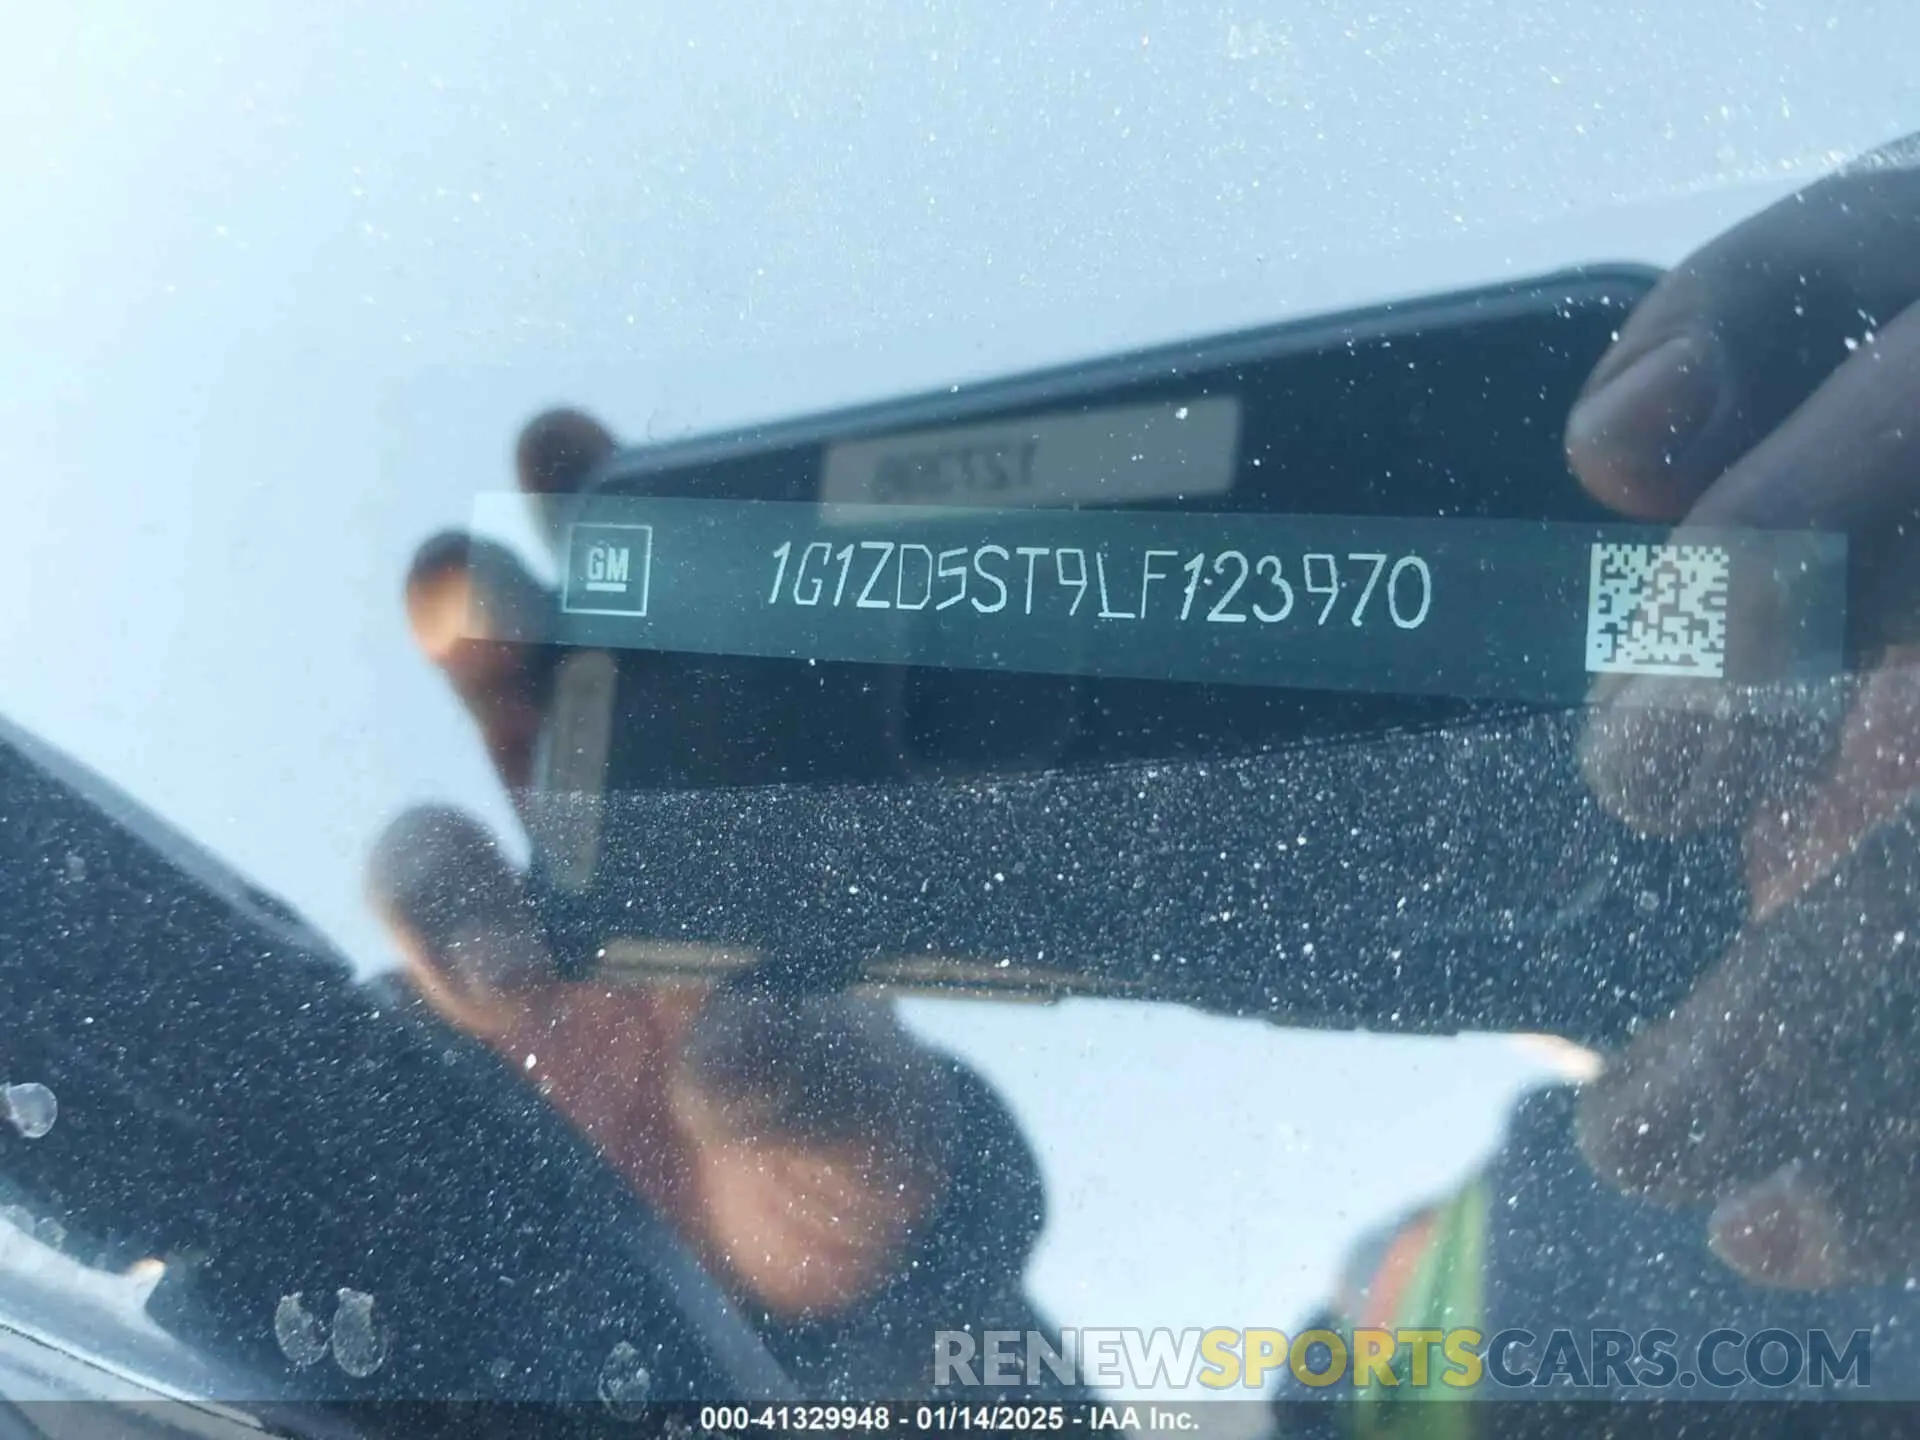 GM 1G1ZD5ST9LF123970
RENEWSPORTSCARS.COM
000-41329948 - 01/14/2025 - IAA Inc.